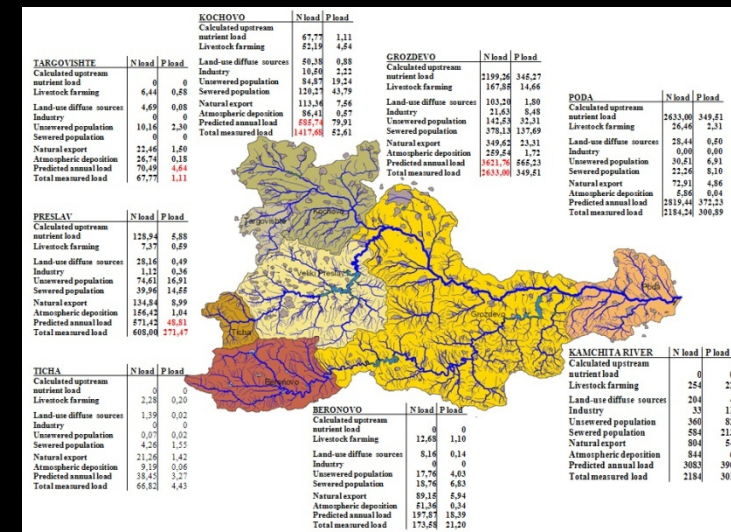 KOCHOVO N load P load
Calculated upstream
nutrient load 67,77 1,11
Livestock farming 52,19 4,54
Land-use diffuse sources 50,38 0,88
Industry 10,50 2,22
Unsewered population 84,87 19,24
Sewered population 120,27 43,79
Natural export 113,36 7,56
Atmospheric deposition 86,41 0,57
Predicted annual load 585,74 79,91
Total measured load 1417,68 52,61
TARGOVISHTE N load P load
Calculated upstream
nutrient load 0 0
Livestock farming 6,44 0,58
Land-use diffuse sources 4,69 0,08
Industry 0 0
Unsewered population 10,16 2,30
Sewered population 0 0
Natural export 22,46 1,50
Atmospheric deposition 26,74 0,18
Predicted annual load 70,49 4,64
Total measured load 67,77 1,11
GROZDEVO N load P load
Calculated upstream
nutrient load 2199,26 345,27
Livestock farming 167,85 14,66
Land-use diffuse sources 103,20 1,80
Industry 21,63 8,48
Unsewered population 142,53 32,31
Sewered population 378,13 137,69
Natural export 349,62 23,31
Atmospheric deposition 259,54 1,72
Predicted annual load 3621,76 565,23
Total measured load 2633,00 349,51
PODA N load P load
Calculated upstream
nutrient load 2633,00 349,51
Livestock farming 26,46 2,31
Land-use diffuse sources 28,44 0,50
Industry 0,00 0,00
Unsewered population 30,51 6,91
Sewered population 22,26 8,10
Natural export 72,91 4,86
Atmospheric deposition 5,86 0,04
Predicted annual load 2819,44 372,23
Total measured load 2184,24 300,89
PRESLAV N load P load
Calculated upstream
nutrient load 128,94 5,88
Livestock farming 7,37 0,59
Land-use diffuse sources 28,16 0,49
Industry 1,12 0,36
Unsewered population 74,61 16,91
Sewered population 39,96 14,55
Natural export 134,84 8,99
Atmospheric deposition 156,42 1,04
Predicted annual load 571,42 48,81
Total measured load 608,00 271,47
Targovishte
Kochovo
Veliki Preslav
Ticha
Beronovo
Grozdevo
Poda
TICHA N load P load
Calculated upstream
nutrient load 0 0
Livestock farming 2,28 0,20
Land-use diffuse sources 1,39 0,02
Industry 0 0
Unsewered population 0,07 0,02
Sewered population 4,26 1,55
Natural export 21,26 1,42
Atmospheric deposition 9,19 0,06
Predicted annual load 38,45 3,27
Total measured load 66,82 4,43
BERONOVO N load P load
Calculated upstream
nutrient load 0 0
Livestock farming 12,68 1,10
Land-use diffuse sources 8,16 0,14
Industry 0 0
Unsewered population 17,76 4,03
Sewered population 18,76 6,83
Natural export 89,15 5,94
Atmospheric deposition 51,36 0,34
Predicted annual load 197,87 18,39
Total measured load 173,58 21,20
KAMCHITA RIVER N load P load
Calculated upstream
nutrient load 0
Livestock farming 254
Land-use diffuse sources 204
Industry 33
Unsewered population 360
Sewered population 584
Natural export 804
Atmospheric deposition 844
Predicted annual load 3083
Total measured load 2184